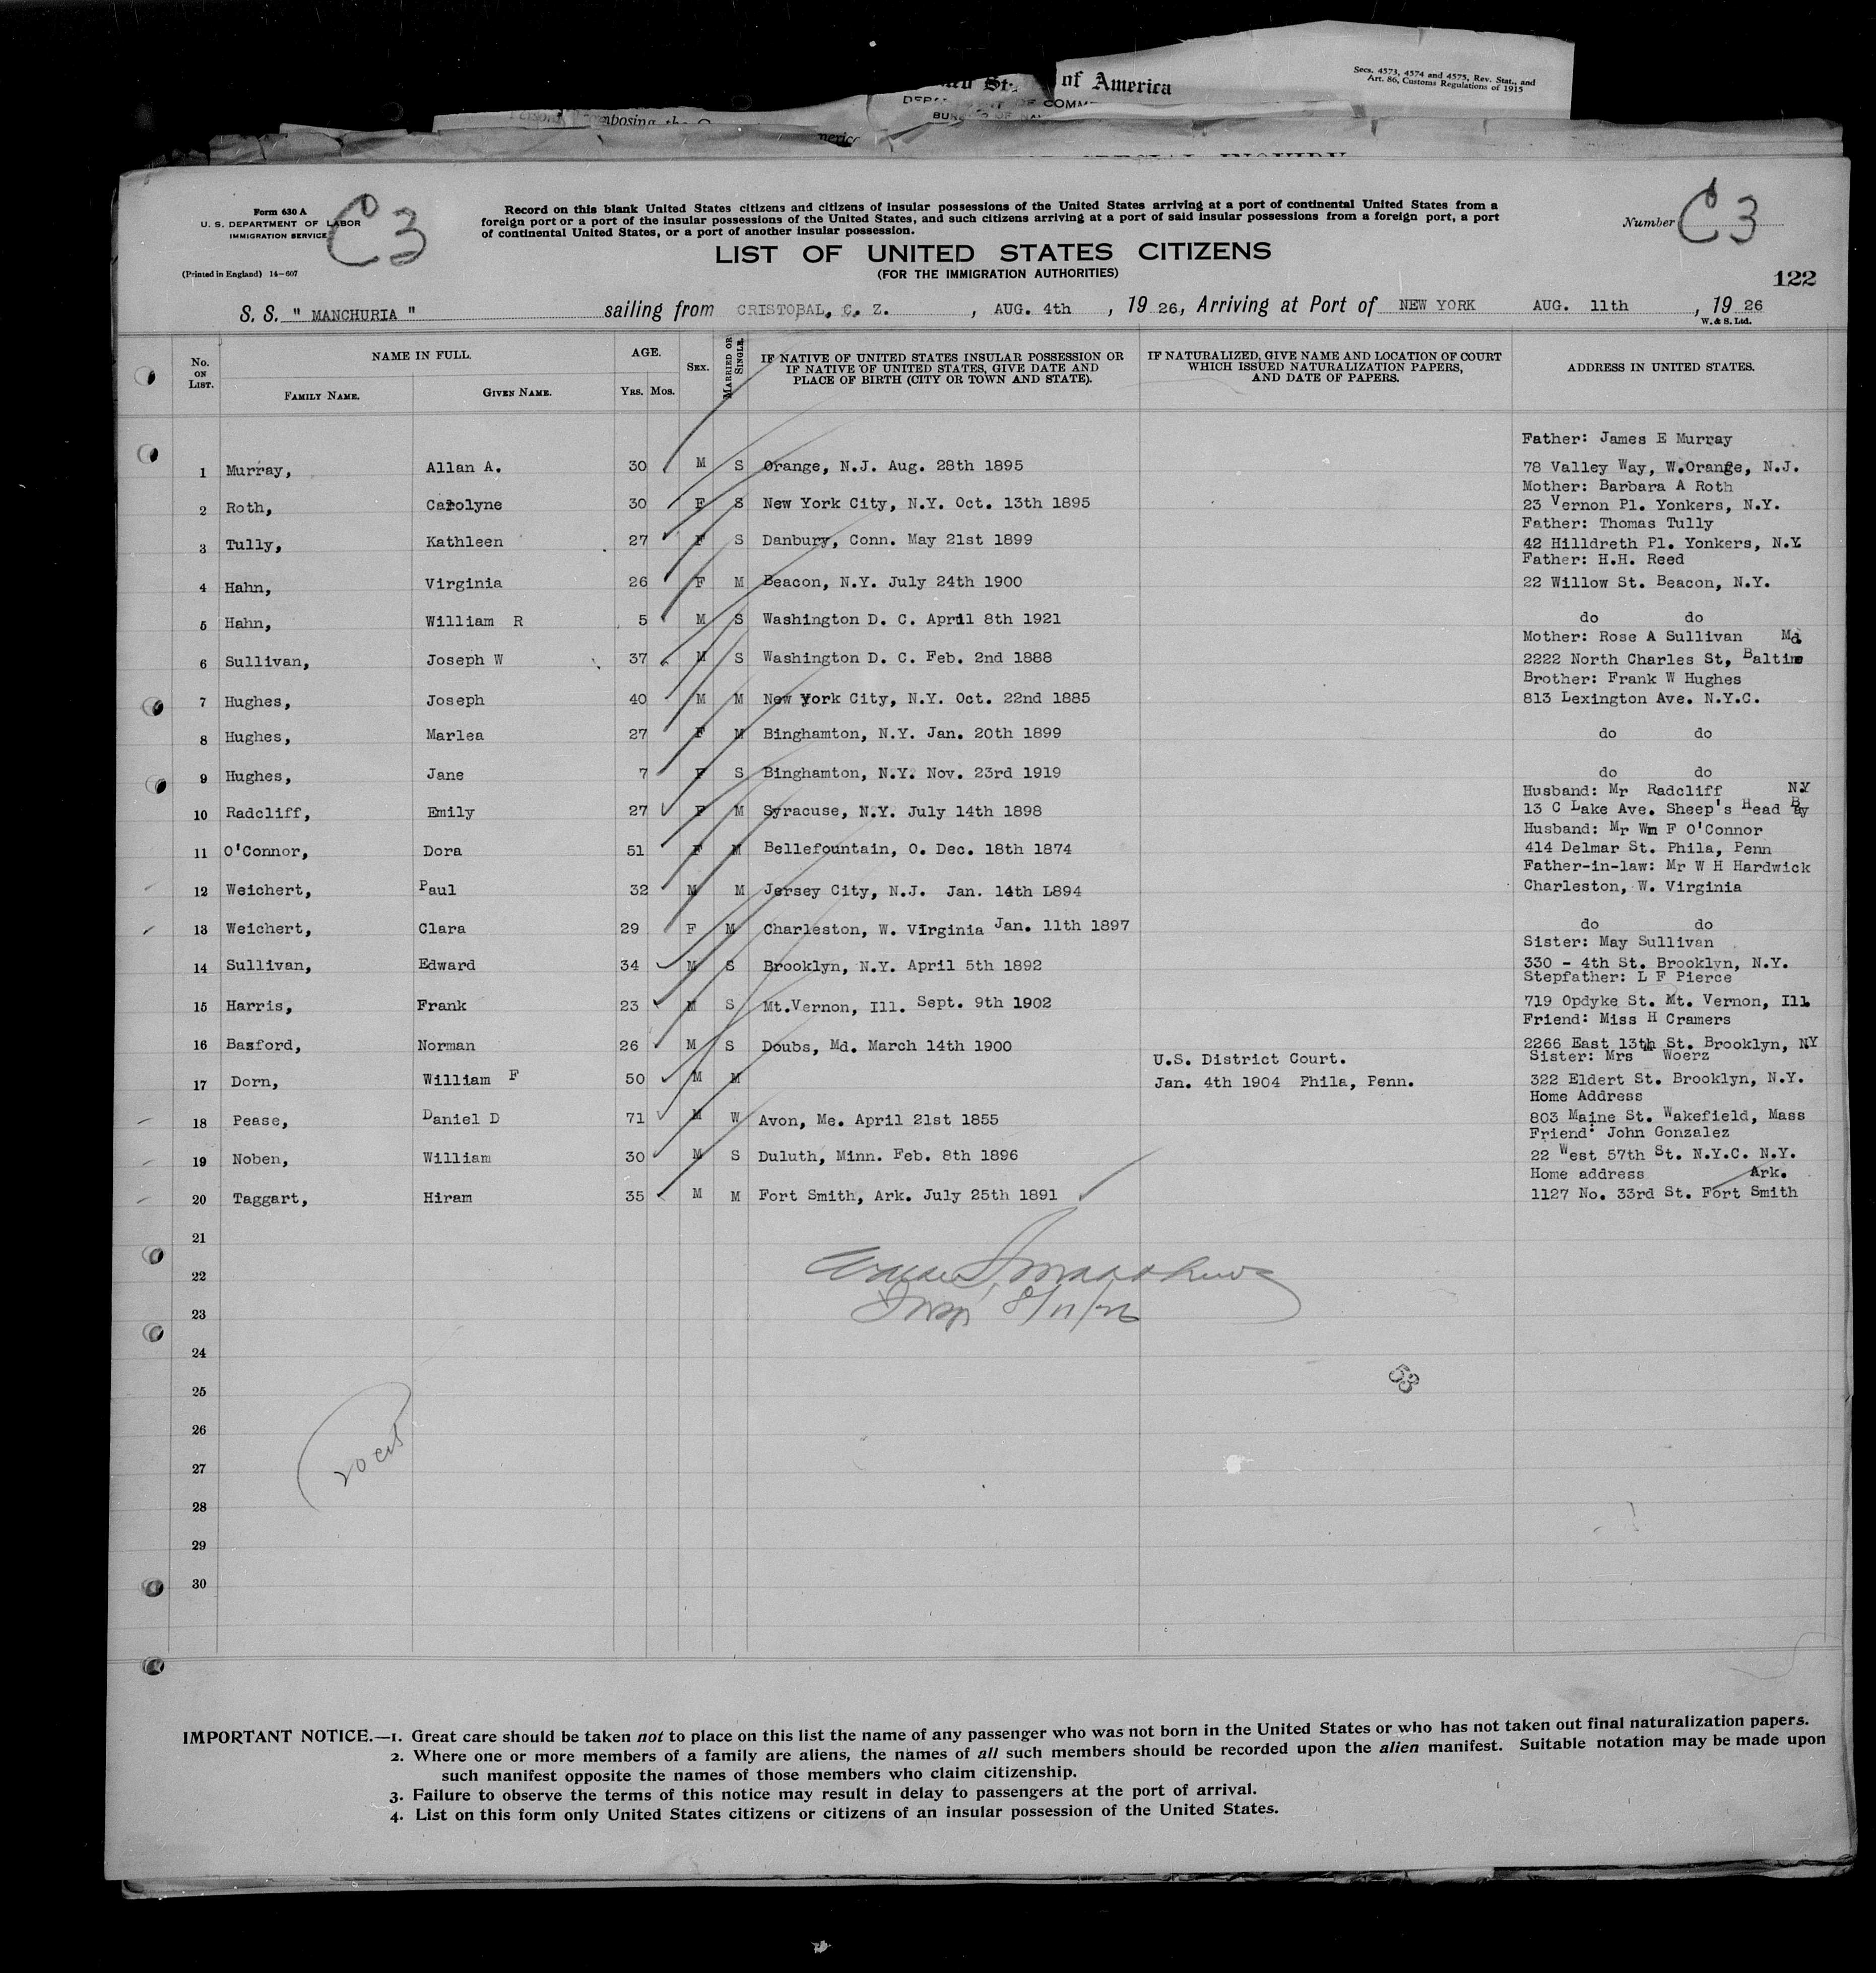 of America
Secs. 4573, 4574 and 4575, Rev. Stat., and
Art. 86, Customs Regulations of 1915
Form 630 A
U. S. DEPARTMENT OF LABOR
IMMIGRATION SERVICE
(Printed in England) 14-607
C3
Record on this blank United States citizens and citizens of insular possessions of the United States arriving at a port of continental United States from a
foreign port or a port of the insular possessions of the United States, and such citizens arriving at a port of said insular possessions from a foreign port, a port
of continental United States, or a port of another insular possession.
LIST OF UNITED STATES CITIZENS
(FOR THE IMMIGRATION AUTHORITIES)
Number C3
122
S. S. " MANCHURIA " sailing from CRISTOBAL, C. Z. , AUG. 4th , 19 26, Arriving at Port of NEW YORK AUG. 11th , 19 26
W. & S. Ltd.
No. ON LIST. NAME IN FULL. AGE. SEX. MARRIED OR SINGLE. IF NATIVE OF UNITED STATES INSULAR POSSESSION OR IF NATIVE OF UNITED STATES, GIVE DATE AND PLACE OF BIRTH (CITY OR TOWN AND STATE). IF NATURALIZED, GIVE NAME AND LOCATION OF COURT WHICH ISSUED NATURALIZATION PAPERS, AND DATE OF PAPERS. ADDRESS IN UNITED STATES.
FAMILY NAME. GIVEN NAME. YRS. MOS.
Father: James E Murray
1 Murray, Allan A. 30 M S Orange, N.J. Aug. 28th 1895 78 Valley Way, W.Orange, N.J.
Mother: Barbara A Roth
2 Roth, Carolyne 30 F S New York City, N.Y. Oct. 13th 1895 23 Vernon Pl. Yonkers, N.Y.
Father: Thomas Tully
3 Tully, Kathleen 27 F S Danbury, Conn. May 21st 1899 42 Hilldreth Pl. Yonkers, N.Y.
Father: H.H. Reed
4 Hahn, Virginia 26 F M Beacon, N.Y. July 24th 1900 22 Willow St. Beacon, N.Y.
5 Hahn, William R 5 M S Washington D. C. April 8th 1921 do do
Mother: Rose A Sullivan Md
6 Sullivan, Joseph W 37 M S Washington D. C. Feb. 2nd 1888 2222 North Charles St, Baltimo
Brother: Frank W Hughes
7 Hughes, Joseph 40 M M New York City, N.Y. Oct. 22nd 1885 813 Lexington Ave. N.Y.C.
8 Hughes, Marlea 27 F M Binghamton, N.Y. Jan. 20th 1899 do do
9 Hughes, Jane 7 F S Binghamton, N.Y. Nov. 23rd 1919 do do
Husband: Mr Radcliff N.Y
10 Radcliff, Emily 27 F M Syracuse, N.Y. July 14th 1898 13 C Lake Ave. Sheep's Head Bay
Husband: Mr Wm F O'Connor
11 O'Connor, Dora 51 F M Bellefountain, O. Dec. 18th 1874 414 Delmar St. Phila, Penn
Father-in-law: Mr W H Hardwick
12 Weichert, Paul 32 M M Jersey City, N.J. Jan. 14th L894 Charleston, W. Virginia
13 Weichert, Clara 29 F M Charleston, W. Virginia Jan. 11th 1897 do do
Sister: May Sullivan
14 Sullivan, Edward 34 M S Brooklyn, N.Y. April 5th 1892 330 - 4th St. Brooklyn, N.Y.
Stepfather: L F Pierce
15 Harris, Frank 23 M S Mt.Vernon, Ill. Sept. 9th 1902 719 Opdyke St. Mt. Vernon, Ill
Friend: Miss H Cramers
16 Basford, Norman 26 M S Doubs, Md. March 14th 1900 2266 East 13th St. Brooklyn, NY
U.S. District Court. Sister: Mrs Woerz
17 Dorn, William F 50 M M Jan. 4th 1904 Phila, Penn. 322 Eldert St. Brooklyn, N.Y.
Home Address
18 Pease, Daniel D 71 M W Avon, Me. April 21st 1855 803 Maine St. Wakefield, Mass
Friend: John Gonzalez
19 Noben, William 30 M S Duluth, Minn. Feb. 8th 1896 22 West 57th St. N.Y.C. N.Y.
Home address Ark.
20 Taggart, Hiram 35 M M Fort Smith, Ark. July 25th 1891 1127 No. 33rd St. Fort Smith
21
22
23 8/11/26
24
25
53
26
27
20 cit
28
29
30
IMPORTANT NOTICE.—1. Great care should be taken not to place on this list the name of any passenger who was not born in the United States or who has not taken out final naturalization papers.
2. Where one or more members of a family are aliens, the names of all such members should be recorded upon the alien manifest. Suitable notation may be made upon
such manifest opposite the names of those members who claim citizenship.
3. Failure to observe the terms of this notice may result in delay to passengers at the port of arrival.
4. List on this form only United States citizens or citizens of an insular possession of the United States.